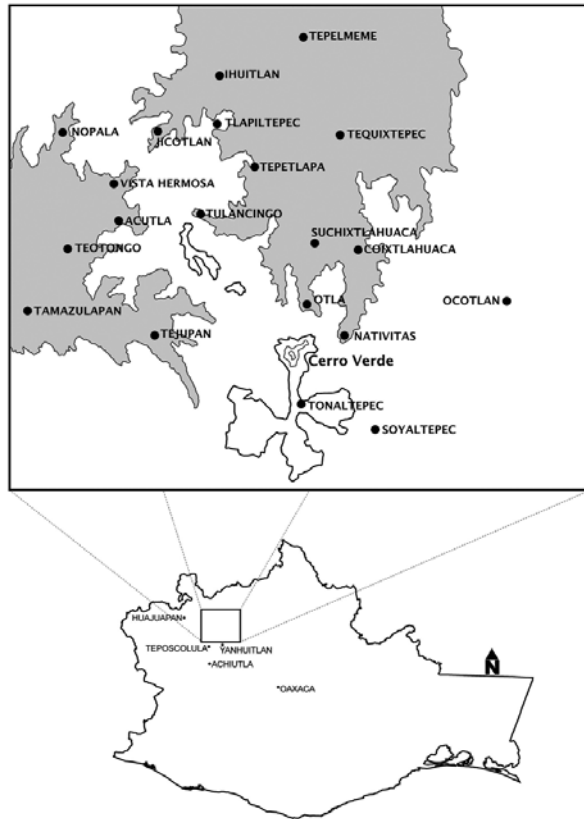 TEPELMEME
IHUITLAN
TLAPILTEPEC
NOPALA
JICOTLAN
TEQUIXTEPEC
TEPETLAPA
VISTA HERMOSA
TULANCINGO
ACUTLA
SUCHIXTLAHUACA
TEOTONGO
COIXTLAHUACA
OTLA
OCOTLAN
TAMAZULAPAN
TEJUPAN
NATIVITAS
Cerro Verde
TONALTEPEC
SOYALTEPEC
HUAJUAPAN
TEPOSCOLULA
YANHUITLAN
ACHIUTLA
N
OAXACA